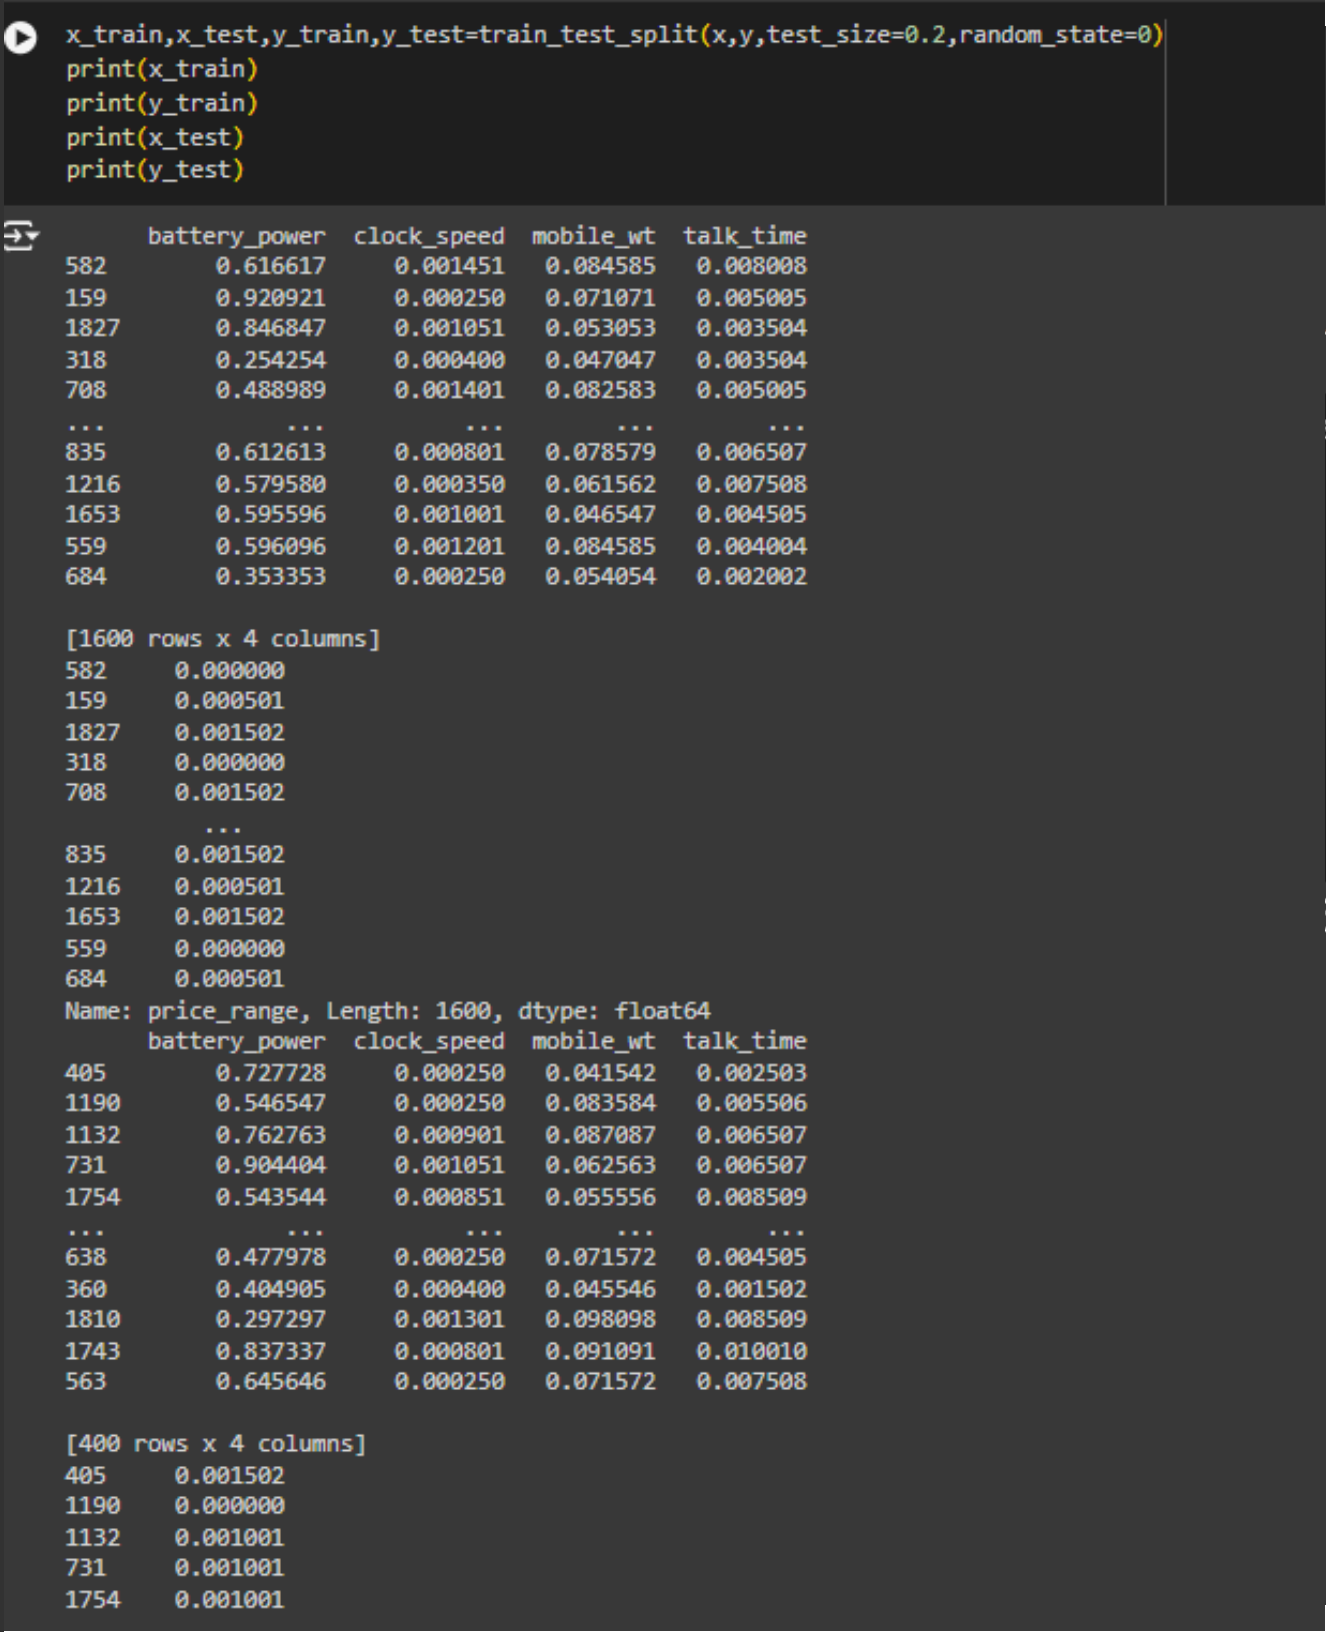 x_train,x_test,y_train,y_test=train_test_split(x,y,test_size=0.2,random_state=0)
print(x_train)
print(y_train)
print(x_test)
print(y_test)
battery_power clock_speed mobile_wt talk_time
582 0.616617 0.001451 0.084585 0.008008
159 0.920921 0.000250 0.071071 0.005005
1827 0.846847 0.001051 0.053053 0.003504
318 0.254254 0.000400 0.047047 0.003504
708 0.488989 0.001401 0.082583 0.005005
... ... ... ... ...
835 0.612613 0.000801 0.078579 0.006507
1216 0.579580 0.000350 0.061562 0.007508
1653 0.595596 0.001001 0.046547 0.004505
559 0.596096 0.001201 0.084585 0.004004
684 0.353353 0.000250 0.054054 0.002002
[1600 rows x 4 columns]
582 0.000000
159 0.000501
1827 0.001502
318 0.000000
708 0.001502
...
835 0.001502
1216 0.000501
1653 0.001502
559 0.000000
684 0.000501
Name: price_range, Length: 1600, dtype: float64
battery_power clock_speed mobile_wt talk_time
405 0.727728 0.000250 0.041542 0.002503
1190 0.546547 0.000250 0.083584 0.005506
1132 0.762763 0.000901 0.087087 0.006507
731 0.904404 0.001051 0.062563 0.006507
1754 0.543544 0.000851 0.055556 0.008509
... ... ... ... ...
638 0.477978 0.000250 0.071572 0.004505
360 0.404905 0.000400 0.045546 0.001502
1810 0.297297 0.001301 0.098098 0.008509
1743 0.837337 0.000801 0.091091 0.010010
563 0.645646 0.000250 0.071572 0.007508
[400 rows x 4 columns]
405 0.001502
1190 0.000000
1132 0.001001
731 0.001001
1754 0.001001